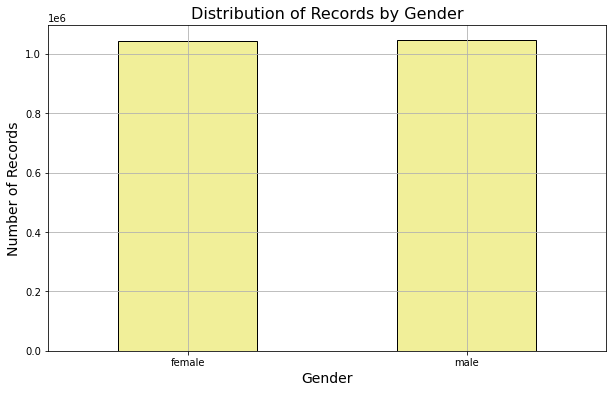 Distribution of Records by Gender
1e6
1.0
0.8
0.6
0.4
0.2
0.0
Number of Records
female
male
Gender